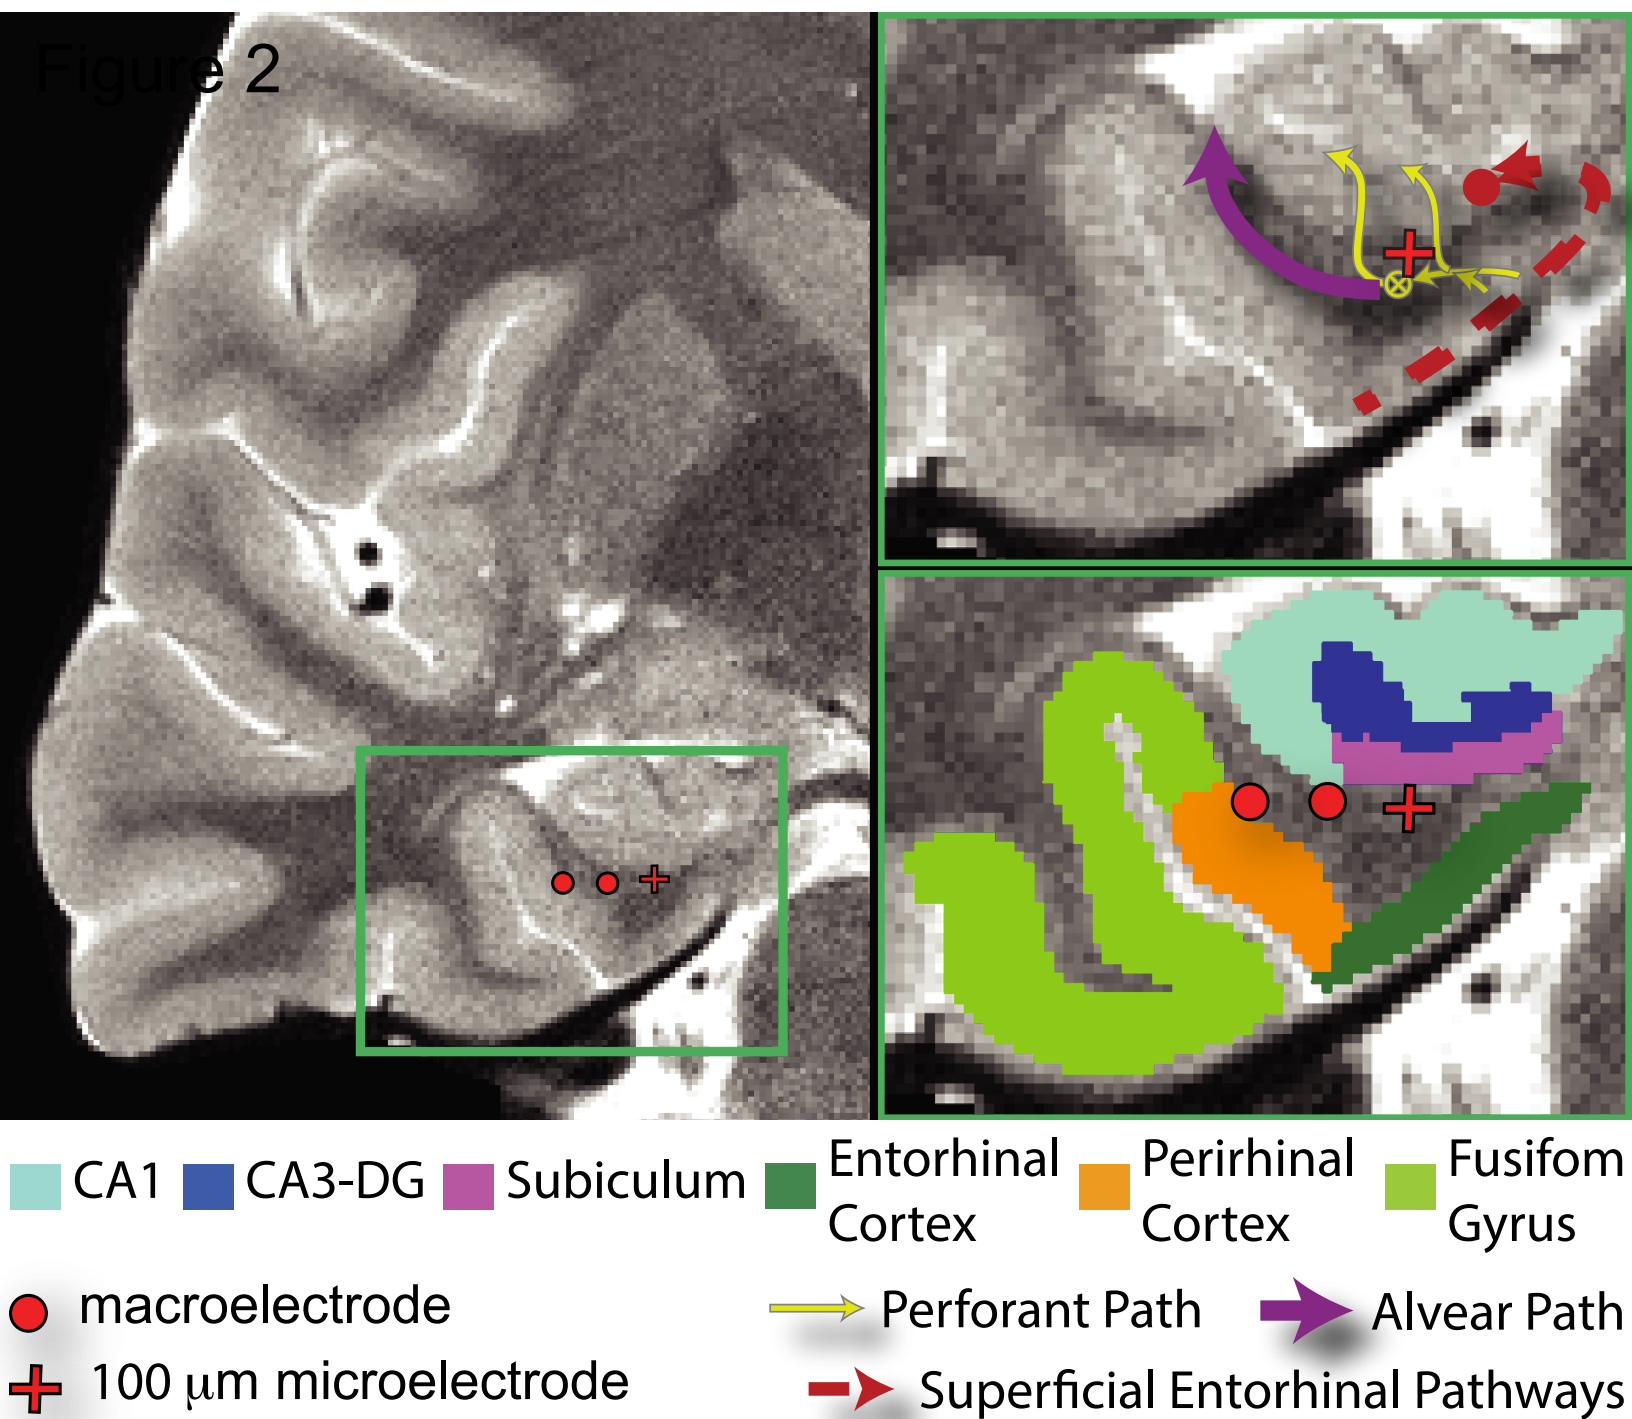 Figure 2
CA1
CA3-DG
Subiculum
Entorhinal
Cortex
Perirhinal
Cortex
Fusifom
Gyrus
macroelectrode
Perforant Path
Alvear Path
100 μm microelectrode
Superficial Entorhinal Pathways